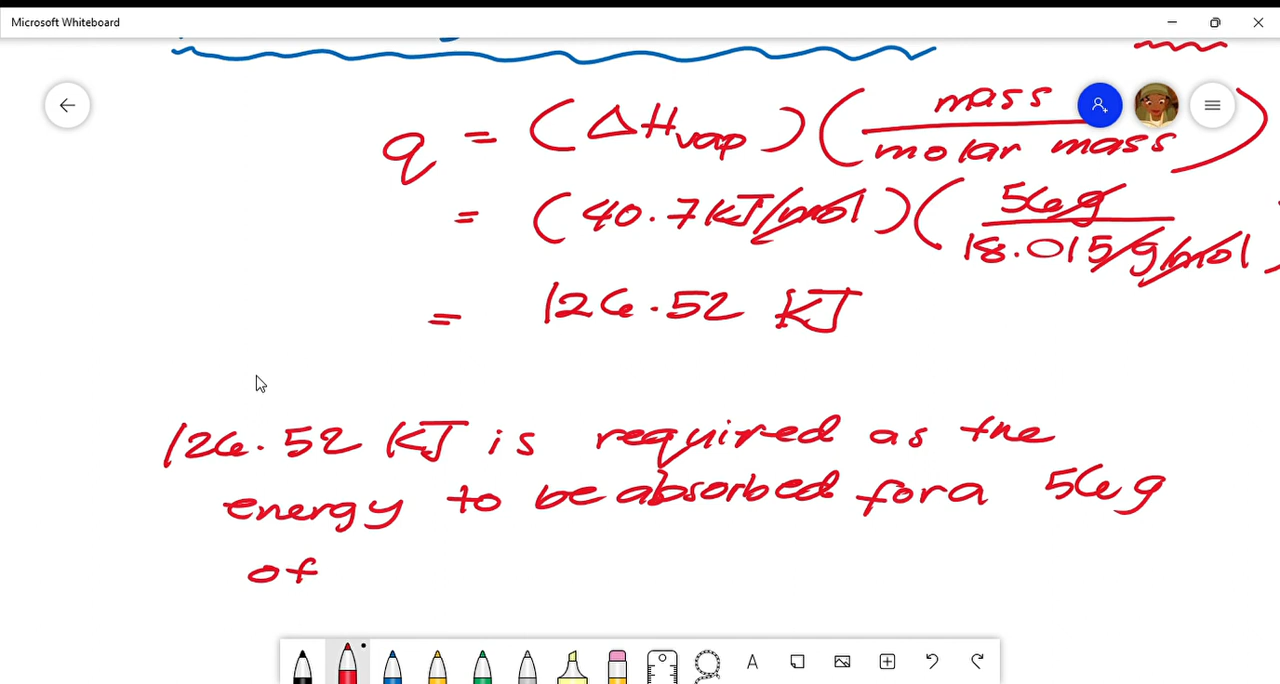 Microsoft Whiteboard
q = (ΔHvap) (mass / molar mass)
= (40.7 kJ/mol) (56g / 18.015/g/mol)
= 126.52 KJ
126.52 KJ is required as the
energy to be absorbed for a 56g
of
A